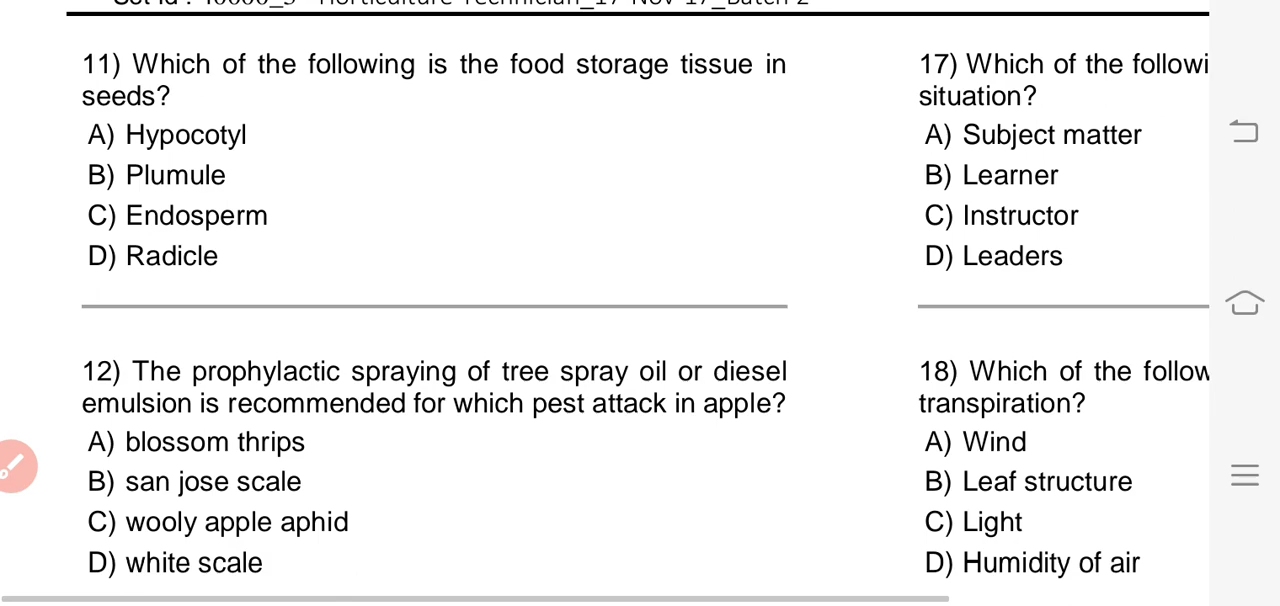 11) Which of the following is the food storage tissue in
seeds?
A) Hypocotyl
B) Plumule
C) Endosperm
D) Radicle
12) The prophylactic spraying of tree spray oil or diesel
emulsion is recommended for which pest attack in apple?
A) blossom thrips
B) san jose scale
C) wooly apple aphid
D) white scale
17) Which of the followi
situation?
A) Subject matter
B) Learner
C) Instructor
D) Leaders
18) Which of the follow
transpiration?
A) Wind
B) Leaf structure
C) Light
D) Humidity of air